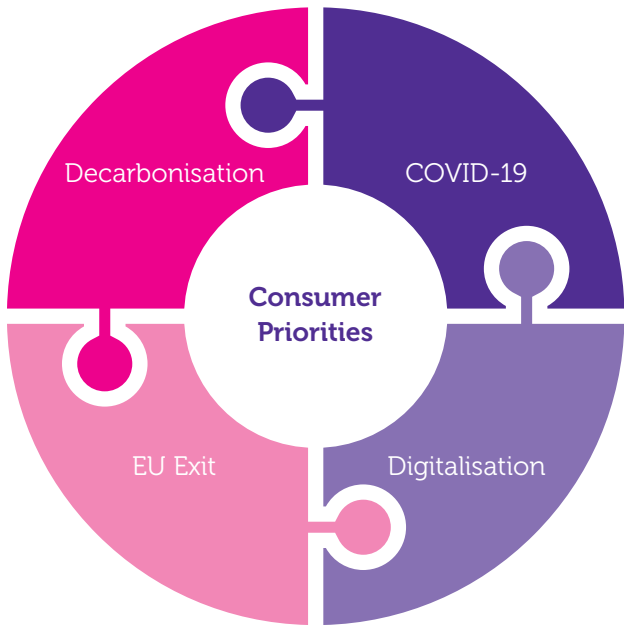 Decarbonisation
COVID-19
Consumer
Priorities
EU Exit
Digitalisation